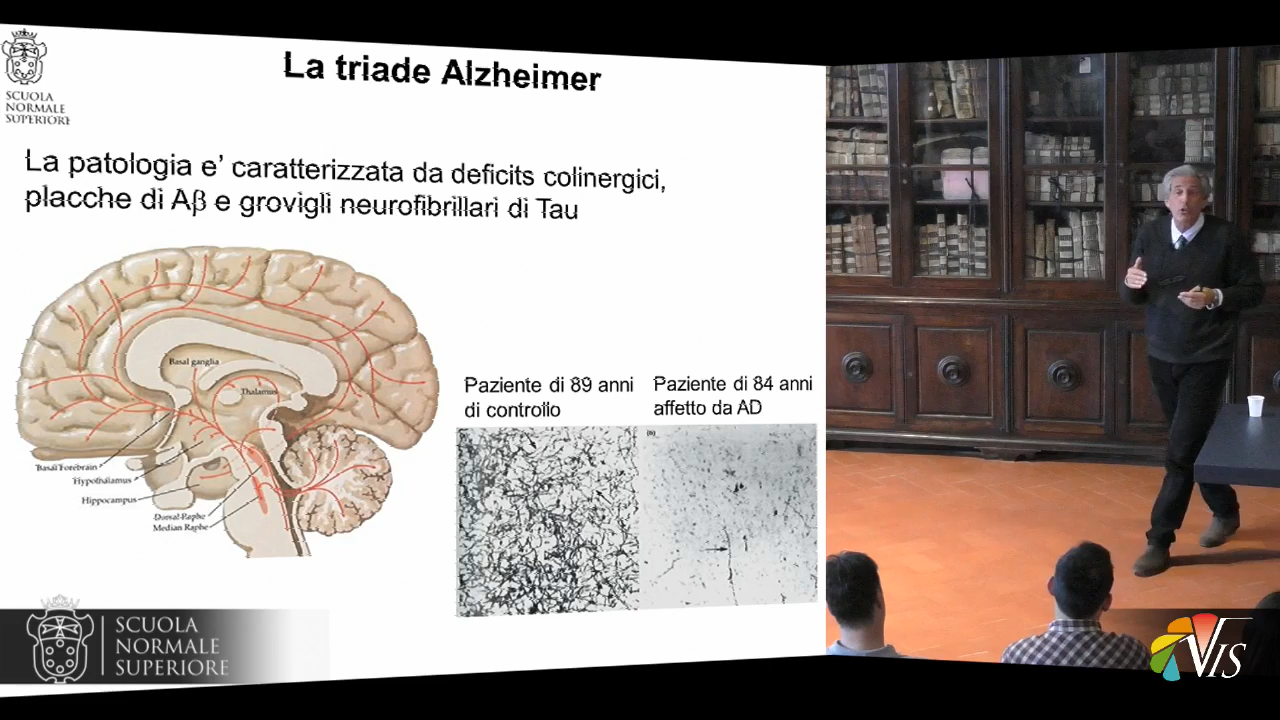 SCUOLA
NORMALE
SUPERIORE
La triade Alzheimer
La patologia e' caratterizzata da deficits colinergici,
placche di Aβ e grovigli neurofibrillari di Tau
Basal ganglia
Thalamus
Basal Forebrain
Hypothalamus
Hippocampus
Dorsal Raphe
Median Raphe
Paziente di 89 anni
di controllo
Paziente di 84 anni
affetto da AD
(b)
SCUOLA
NORMALE
SUPERIORE
VIS